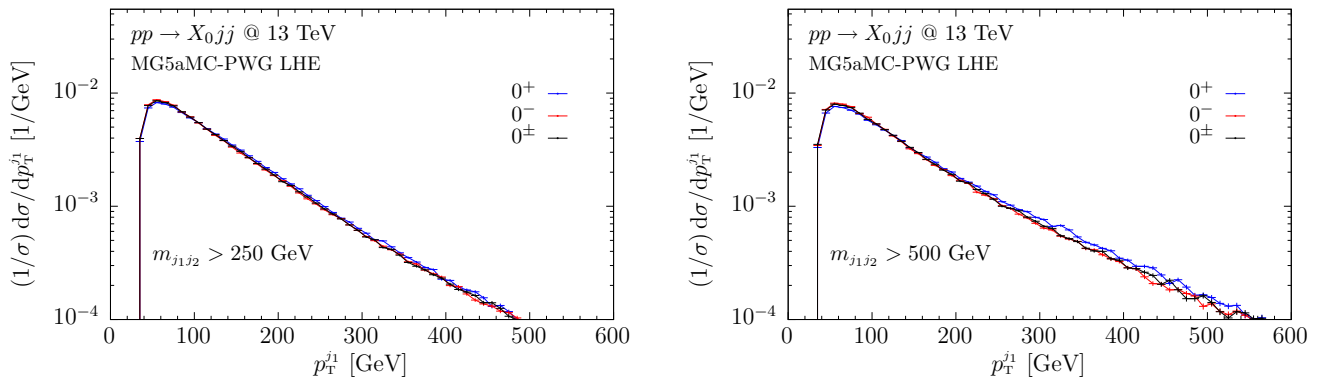 pp → X₀jj @ 13 TeV
MG5aMC-PWG LHE
0⁺
0⁻
0^±
m_{j₁j₂} > 250 GeV
(1/σ) dσ/dp_T^{j₁} [1/GeV]
10⁻²
10⁻³
10⁻⁴
0 100 200 300 400 500 600
p_T^{j₁} [GeV]
pp → X₀jj @ 13 TeV
MG5aMC-PWG LHE
0⁺
0⁻
0^±
m_{j₁j₂} > 500 GeV
(1/σ) dσ/dp_T^{j₁} [1/GeV]
10⁻²
10⁻³
10⁻⁴
0 100 200 300 400 500 600
p_T^{j₁} [GeV]